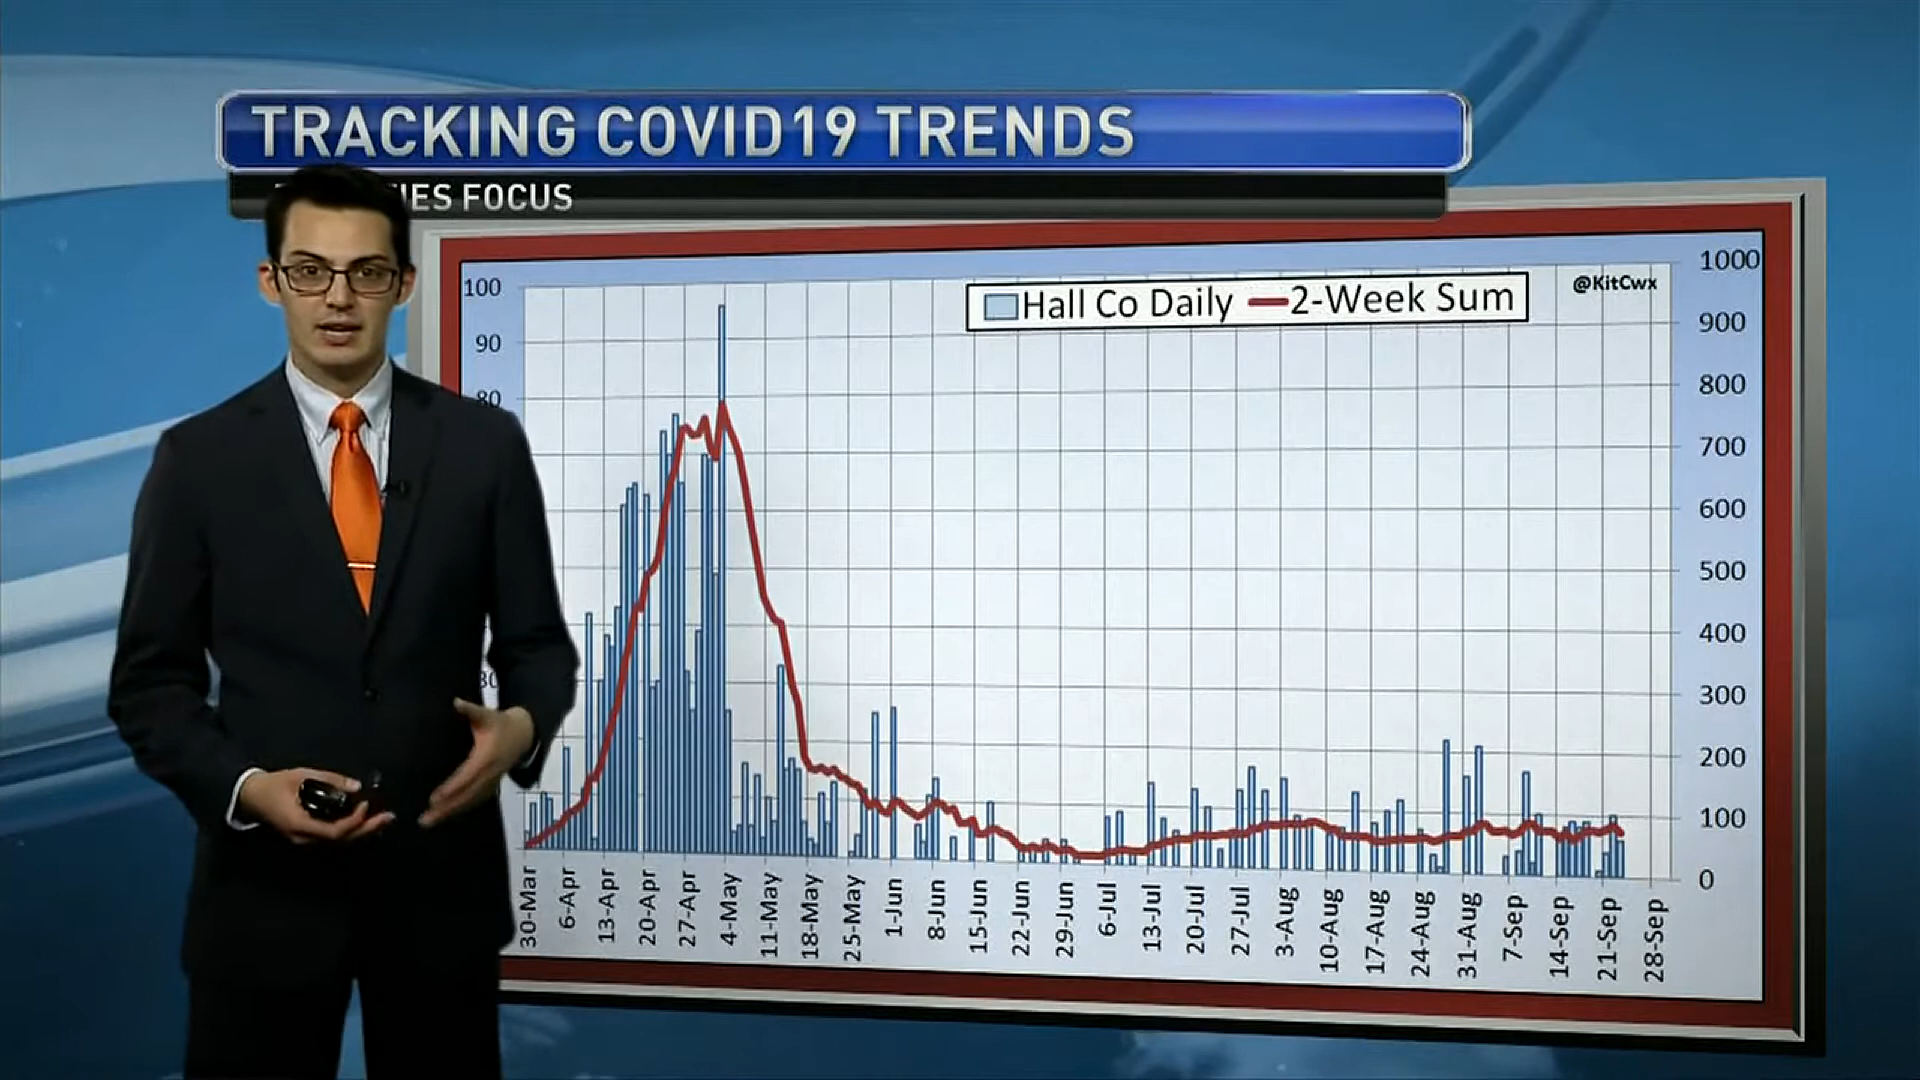 TRACKING COVID19 TRENDS
IES FOCUS
Hall Co Daily 2-Week Sum
@KitCwx
100
90
80
30
1000
900
800
700
600
500
400
300
200
100
0
30-Mar
6-Apr
13-Apr
20-Apr
27-Apr
4-May
11-May
18-May
25-May
1-Jun
8-Jun
15-Jun
22-Jun
29-Jun
6-Jul
13-Jul
20-Jul
27-Jul
3-Aug
10-Aug
17-Aug
24-Aug
31-Aug
7-Sep
14-Sep
21-Sep
28-Sep